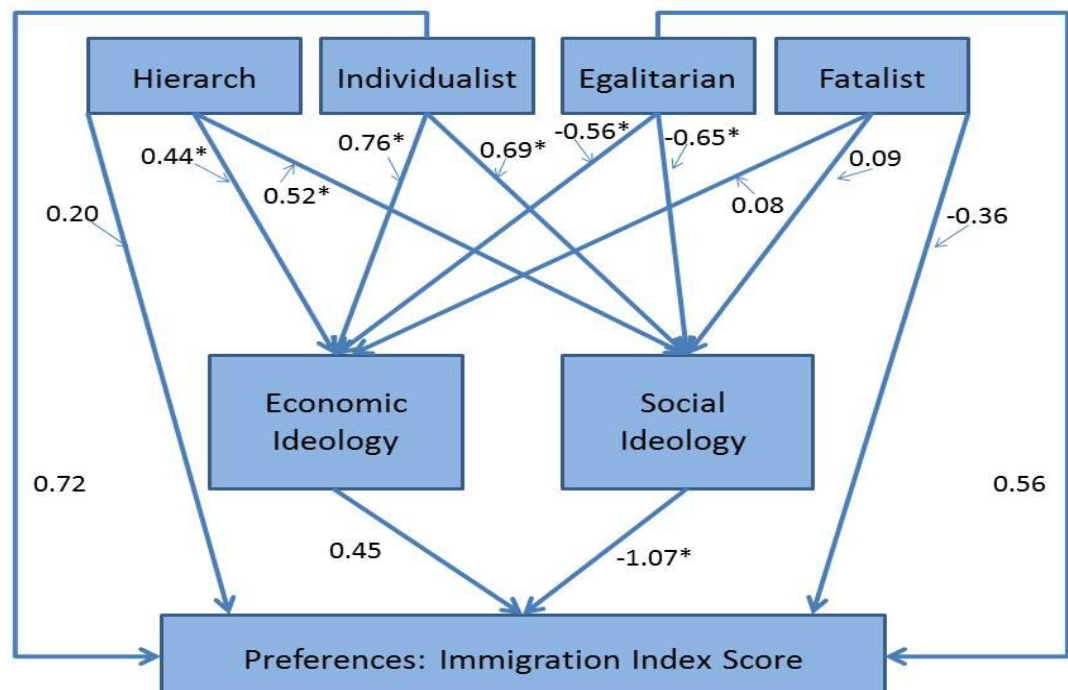 Hierarch
Individualist
Egalitarian
Fatalist
0.44*
0.76*
0.69*
-0.56*
-0.65*
0.09
0.52*
0.08
0.20
-0.36
Economic
Ideology
Social
Ideology
0.72
0.56
0.45
-1.07*
Preferences: Immigration Index Score